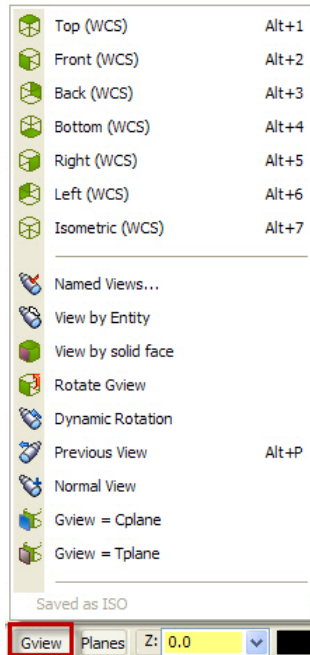 Top (WCS) Alt+1
Front (WCS) Alt+2
Back (WCS) Alt+3
Bottom (WCS) Alt+4
Right (WCS) Alt+5
Left (WCS) Alt+6
Isometric (WCS) Alt+7
Named Views...
View by Entity
View by solid face
Rotate Gview
Dynamic Rotation
Previous View Alt+P
Normal View
Gview = Cplane
Gview = Tplane
Saved as ISO
Gview Planes Z: 0.0